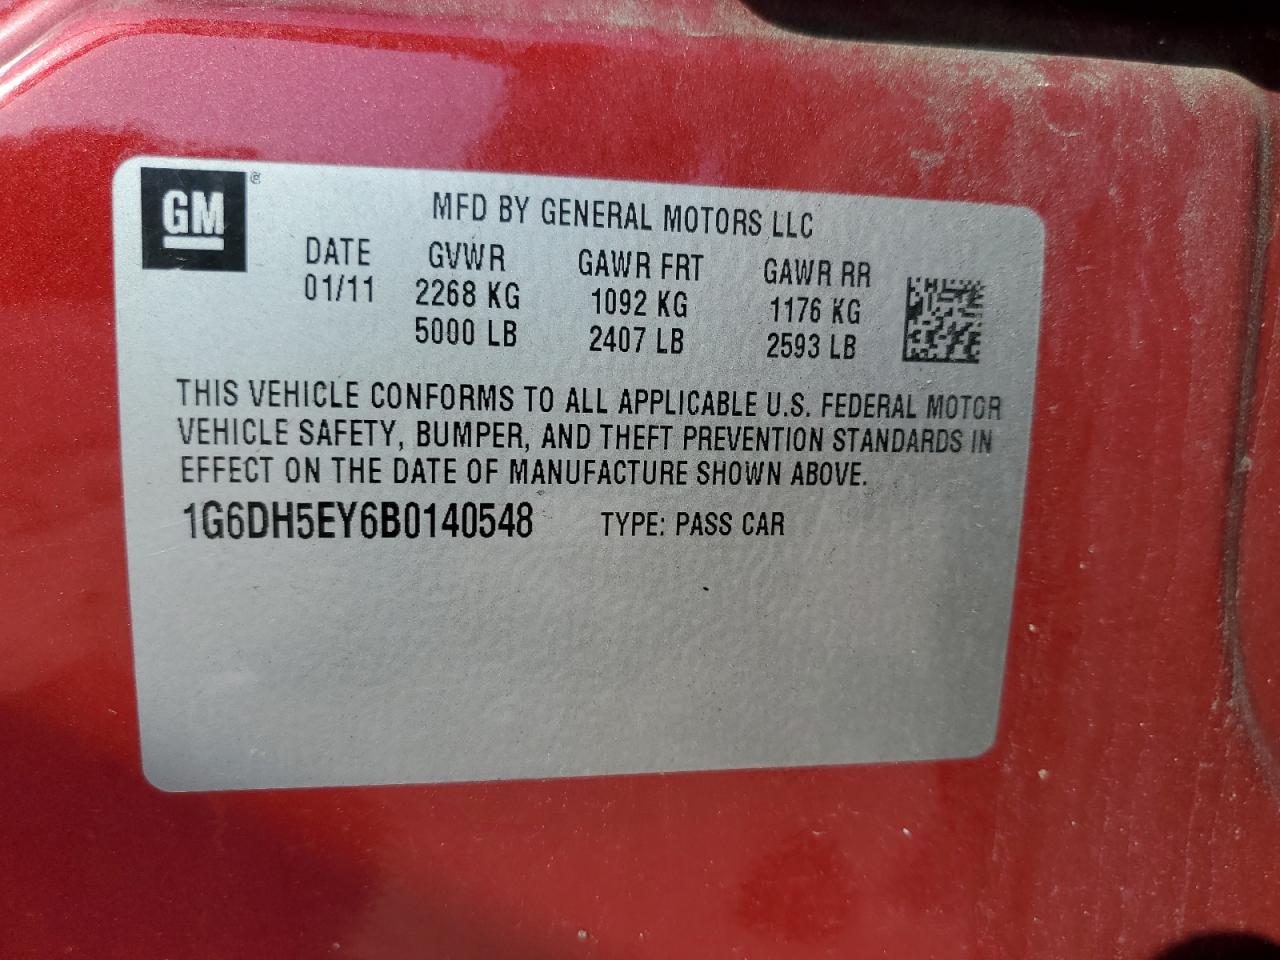 GM ®
MFD BY GENERAL MOTORS LLC
DATE GVWR GAWR FRT GAWR RR
01/11 2268 KG 1092 KG 1176 KG
5000 LB 2407 LB 2593 LB
THIS VEHICLE CONFORMS TO ALL APPLICABLE U.S. FEDERAL MOTOR
VEHICLE SAFETY, BUMPER, AND THEFT PREVENTION STANDARDS IN
EFFECT ON THE DATE OF MANUFACTURE SHOWN ABOVE.
1G6DH5EY6B0140548 TYPE: PASS CAR